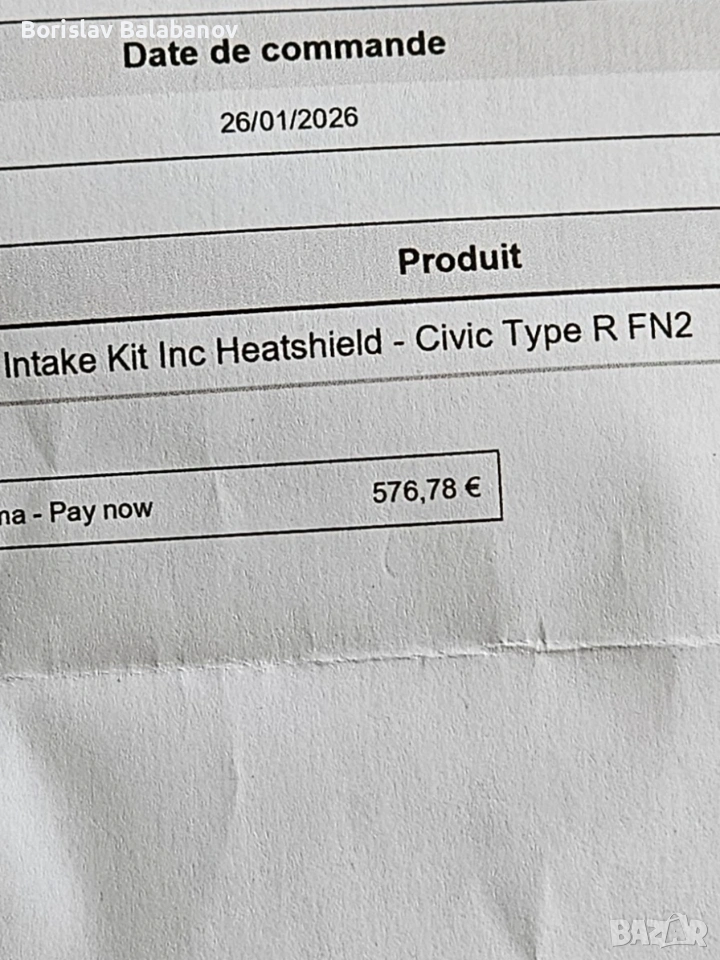 Borislav Balabanov
Date de commande
26/01/2026
Produit
Intake Kit Inc Heatshield - Civic Type R FN2
- Pay now 576,78 €
BAZAR